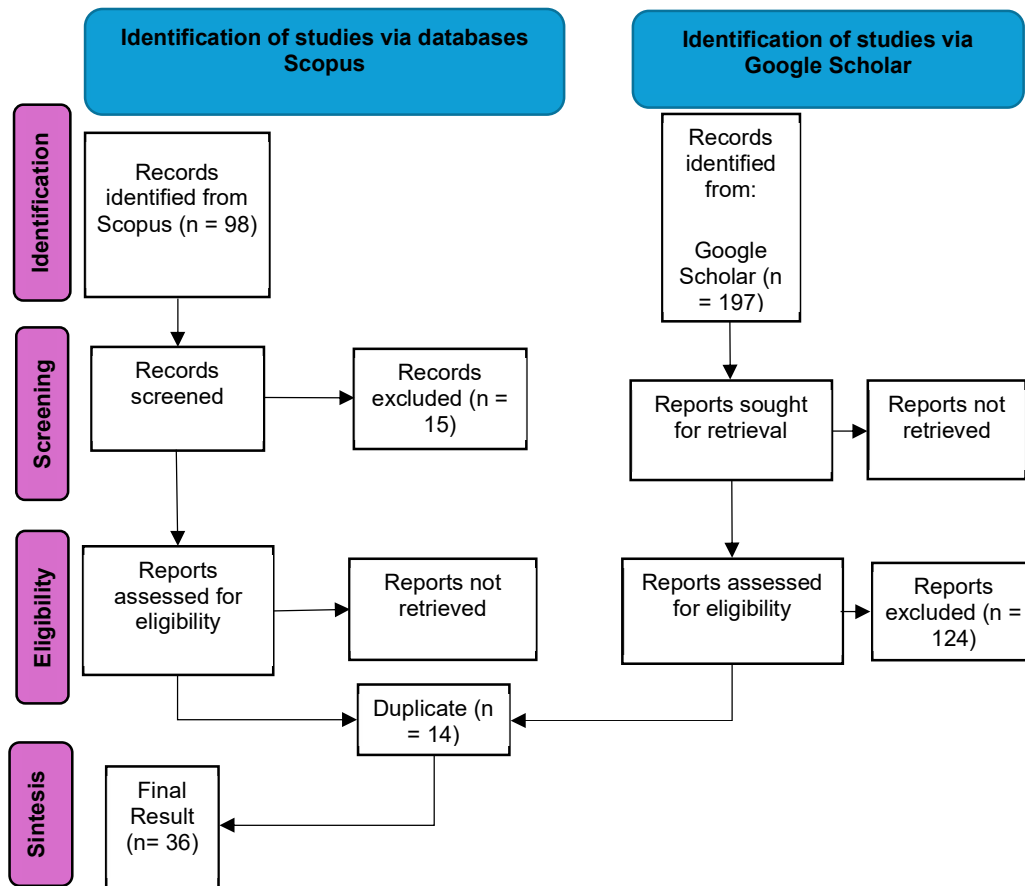 Identification of studies via databases
Scopus
Identification of studies via
Google Scholar
Identification
Records
identified from
Scopus (n = 98)
Records
identified
from:
Google
Scholar (n
= 197)
Screening
Records
screened
Records
excluded (n =
15)
Reports sought
for retrieval
Reports not
retrieved
Eligibility
Reports
assessed for
eligibility
Reports not
retrieved
Reports assessed
for eligibility
Reports
excluded (n =
124)
Duplicate (n
= 14)
Sintesis
Final
Result
(n= 36)